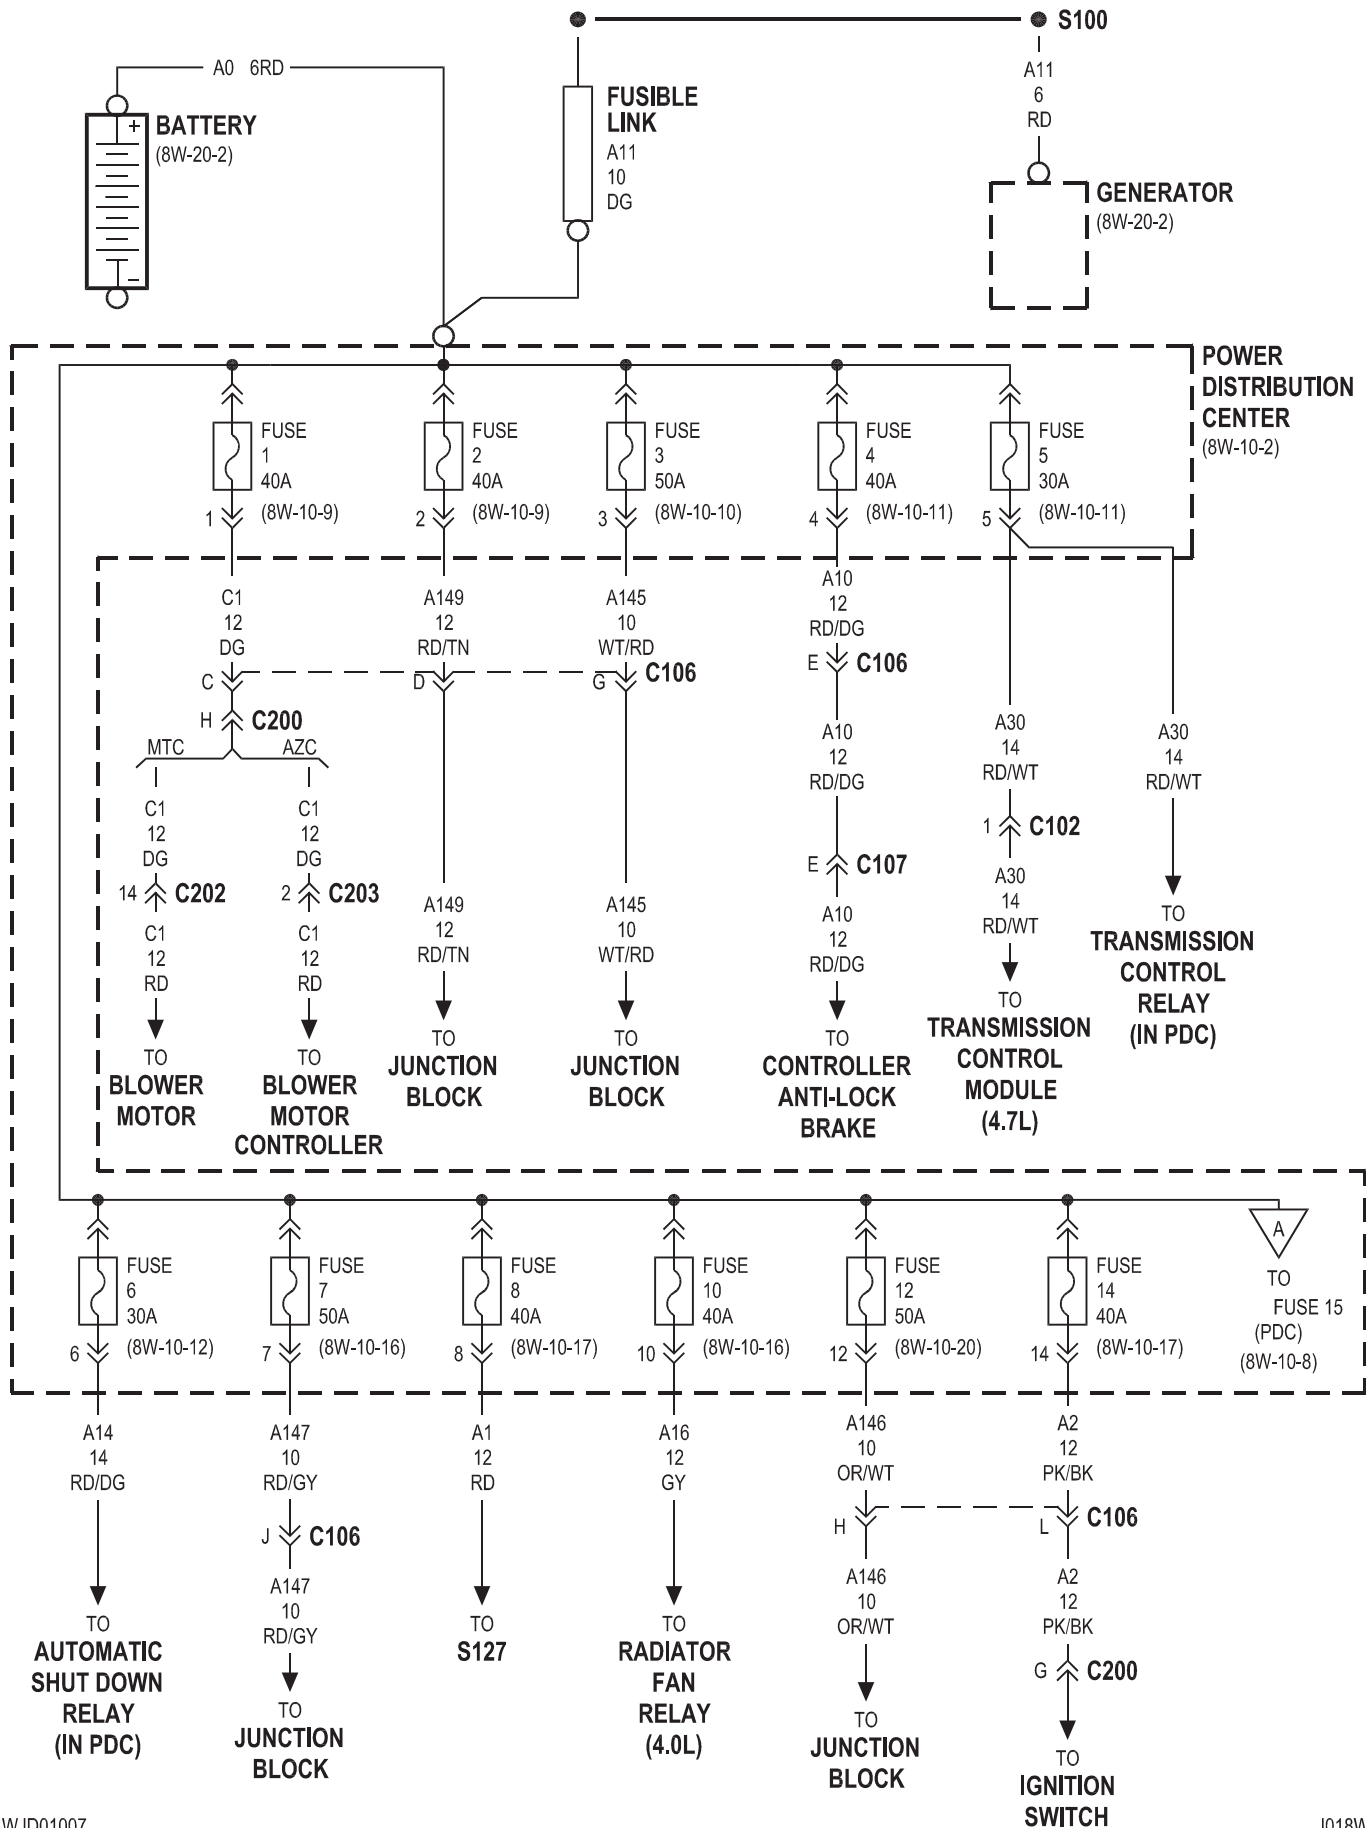 S100
A0 6RD
A11
6
RD
FUSIBLE
LINK
A11
10
DG
BATTERY
(8W-20-2)
+
−
GENERATOR
(8W-20-2)
POWER
DISTRIBUTION
CENTER
(8W-10-2)
FUSE
1
40A
(8W-10-9)
1
FUSE
2
40A
(8W-10-9)
2
FUSE
3
50A
(8W-10-10)
3
FUSE
4
40A
(8W-10-11)
4
FUSE
5
30A
(8W-10-11)
5
C1
12
DG
C
A149
12
RD/TN
D
A145
10
WT/RD
G
C106
A10
12
RD/DG
E
C106
H
C200
MTC
AZC
C1
12
DG
14
C202
C1
12
RD
TO
BLOWER
MOTOR
C1
12
DG
2
C203
C1
12
RD
TO
BLOWER
MOTOR
CONTROLLER
A149
12
RD/TN
TO
JUNCTION
BLOCK
A145
10
WT/RD
TO
JUNCTION
BLOCK
A10
12
RD/DG
E
C107
A10
12
RD/DG
TO
CONTROLLER
ANTI-LOCK
BRAKE
A30
14
RD/WT
1
C102
A30
14
RD/WT
TO
TRANSMISSION
CONTROL
MODULE
(4.7L)
A30
14
RD/WT
TO
TRANSMISSION
CONTROL
RELAY
(IN PDC)
FUSE
6
30A
(8W-10-12)
6
FUSE
7
50A
(8W-10-16)
7
FUSE
8
40A
(8W-10-17)
8
FUSE
10
40A
(8W-10-16)
10
FUSE
12
50A
(8W-10-20)
12
FUSE
14
40A
(8W-10-17)
14
A
TO
FUSE 15
(PDC)
(8W-10-8)
A14
14
RD/DG
TO
AUTOMATIC
SHUT DOWN
RELAY
(IN PDC)
A147
10
RD/GY
J
C106
A147
10
RD/GY
TO
JUNCTION
BLOCK
A1
12
RD
TO
S127
A16
12
GY
TO
RADIATOR
FAN
RELAY
(4.0L)
A146
10
OR/WT
H
A146
10
OR/WT
TO
JUNCTION
BLOCK
A2
12
PK/BK
L
C106
A2
12
PK/BK
G
C200
TO
IGNITION
SWITCH
WJD01007
J018W